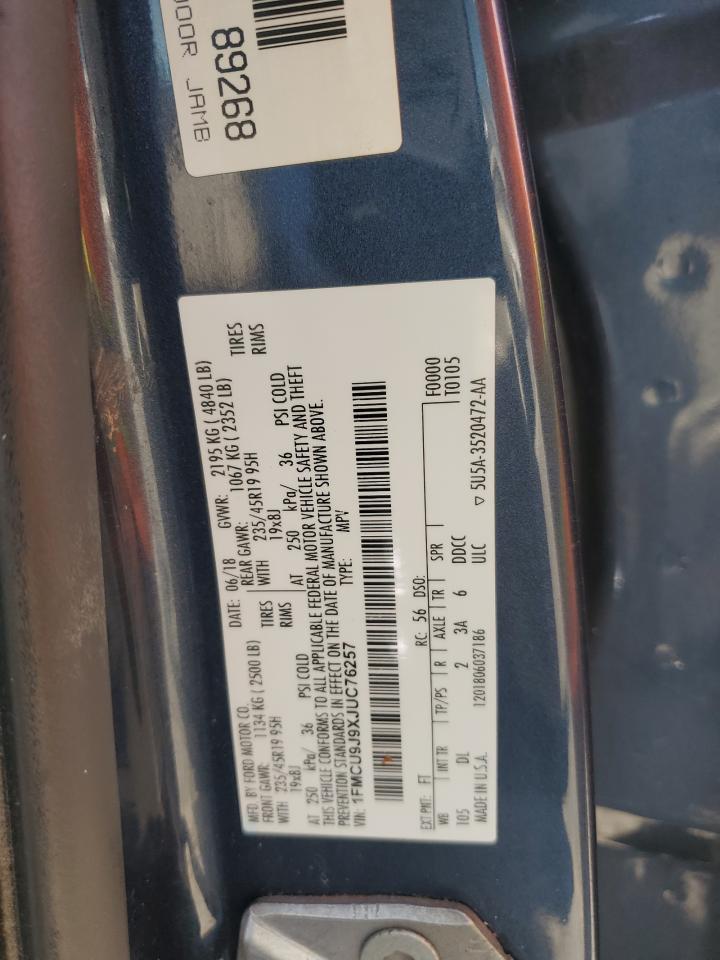 MFD. BY FORD MOTOR CO. DATE: 06/18 GVWR: 2195 KG ( 4840 LB)
FRONT GAWR: 1134 KG ( 2500 LB) REAR GAWR: 1067 KG ( 2352 LB)
WITH 235/45R19 95H TIRES WITH 235/45R19 95H TIRES
19x8J RIMS 19x8J RIMS
AT 250 kPa/ 36 PSI COLD AT 250 kPa/ 36 PSI COLD
THIS VEHICLE CONFORMS TO ALL APPLICABLE FEDERAL MOTOR VEHICLE SAFETY AND THEFT
PREVENTION STANDARDS IN EFFECT ON THE DATE OF MANUFACTURE SHOWN ABOVE.
VIN: 1FMCU9J9XJUC76257 TYPE: MPV
EXT PNT: FT RC: 56 DSO: F0000
WB INT TR TP/PS R AXLE TR SPR T0105
105 DL 2 3A 6 DDCC
MADE IN U.S.A. 1201806037186 ULC ▽ 5U5A-3520472-AA
DOOR JAMB
89268